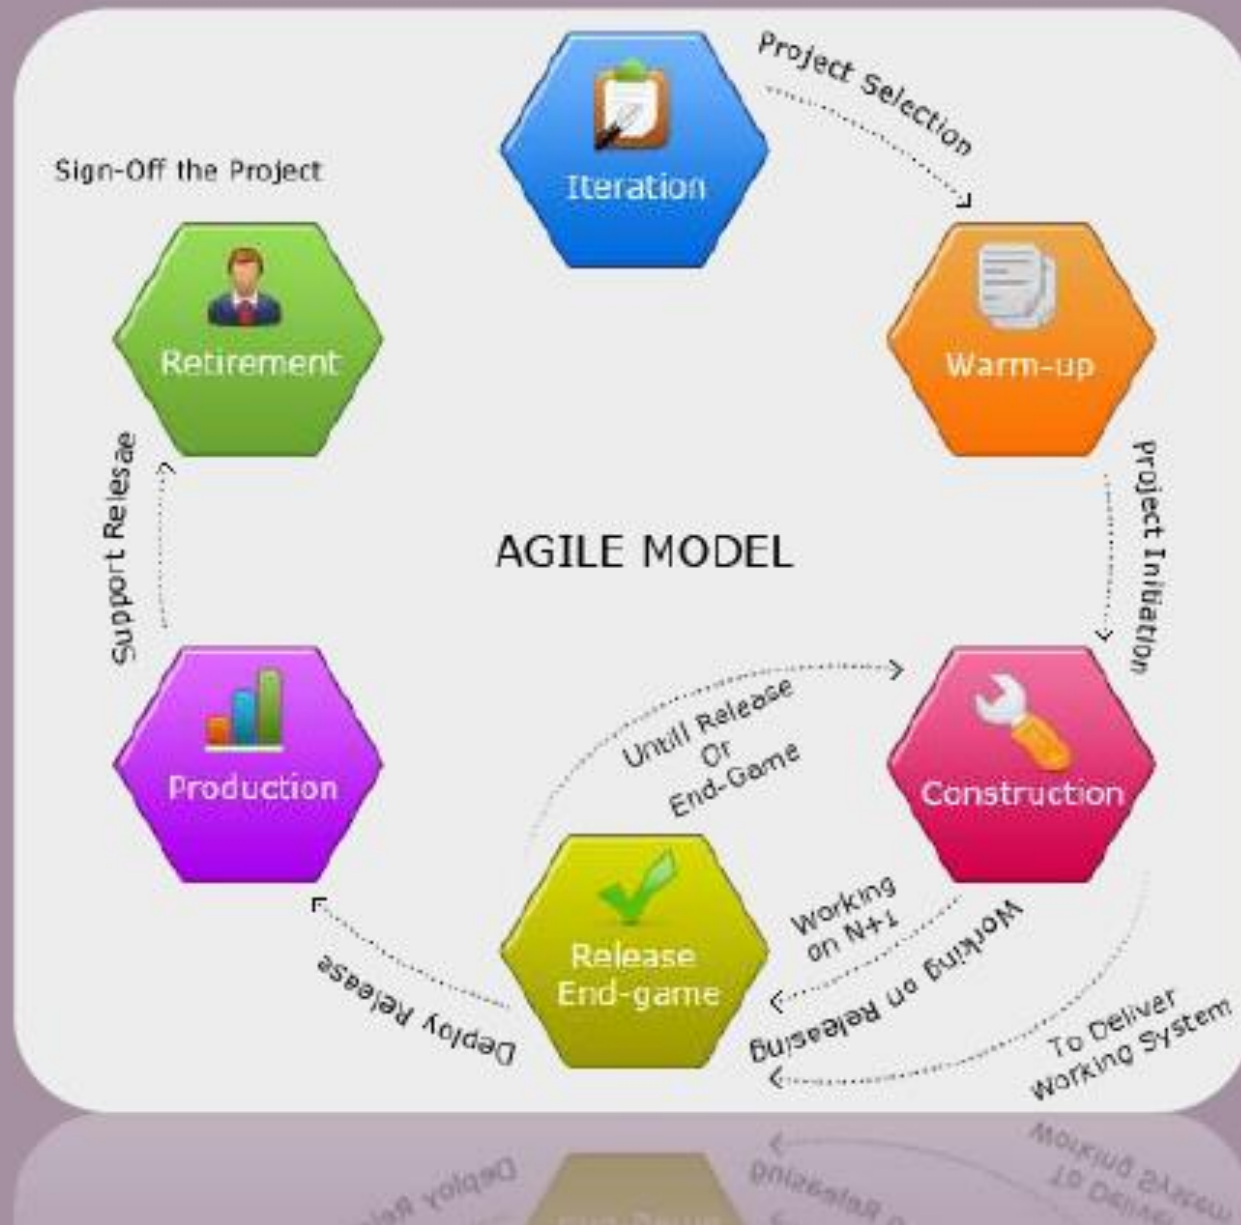 Project Selection
Iteration
Sign-Off the Project
Retirement
Warm-up
Support Relesae
Project Initiation
AGILE MODEL
Untill Release
Or
End-Game
Production
Construction
Working
on N+1
Working on Releasing
Release
End-game
Deploy Release
To Deliver
Working System